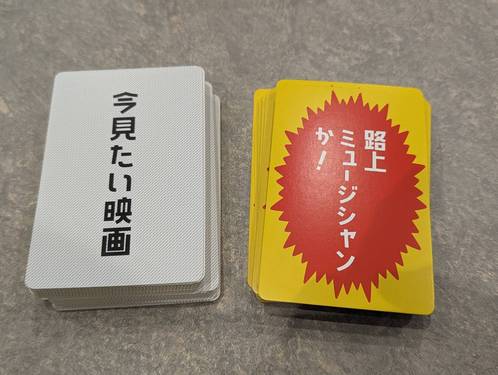 今見たい映画
路上
ミュージシャン
か!